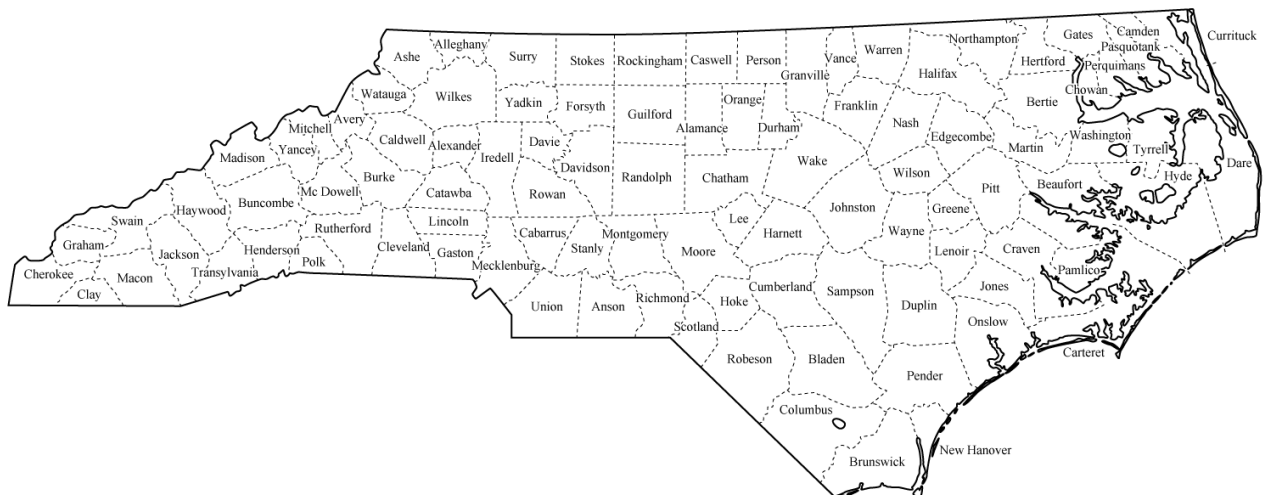 Ashe
Alleghany
Surry
Stokes
Rockingham
Caswell
Person
Granville
Vance
Warren
Northampton
Halifax
Hertford
Gates
Camden
Currituck
Pasquotank
Perquimans
Chowan
Bertie
Watauga
Wilkes
Yadkin
Forsyth
Guilford
Alamance
Orange
Durham
Franklin
Nash
Edgecombe
Martin
Washington
Tyrrell
Dare
Hyde
Beaufort
Pitt
Mitchell
Avery
Yancey
Madison
Caldwell
Alexander
Iredell
Davie
Davidson
Randolph
Chatham
Wake
Wilson
Burke
Mc Dowell
Buncombe
Haywood
Catawba
Rowan
Johnston
Greene
Wayne
Lenoir
Craven
Pamlico
Swain
Graham
Cherokee
Clay
Macon
Jackson
Transylvania
Henderson
Polk
Rutherford
Cleveland
Lincoln
Gaston
Mecklenburg
Cabarrus
Stanly
Montgomery
Moore
Lee
Harnett
Union
Anson
Richmond
Scotland
Hoke
Cumberland
Sampson
Duplin
Jones
Onslow
Carteret
Robeson
Bladen
Pender
Columbus
Brunswick
New Hanover